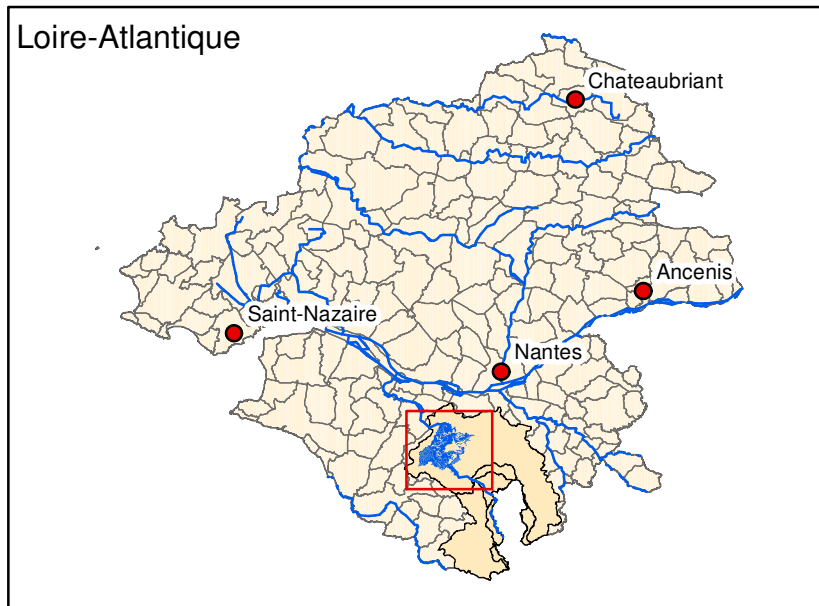 Loire-Atlantique
Chateaubriant
Ancenis
Saint-Nazaire
Nantes